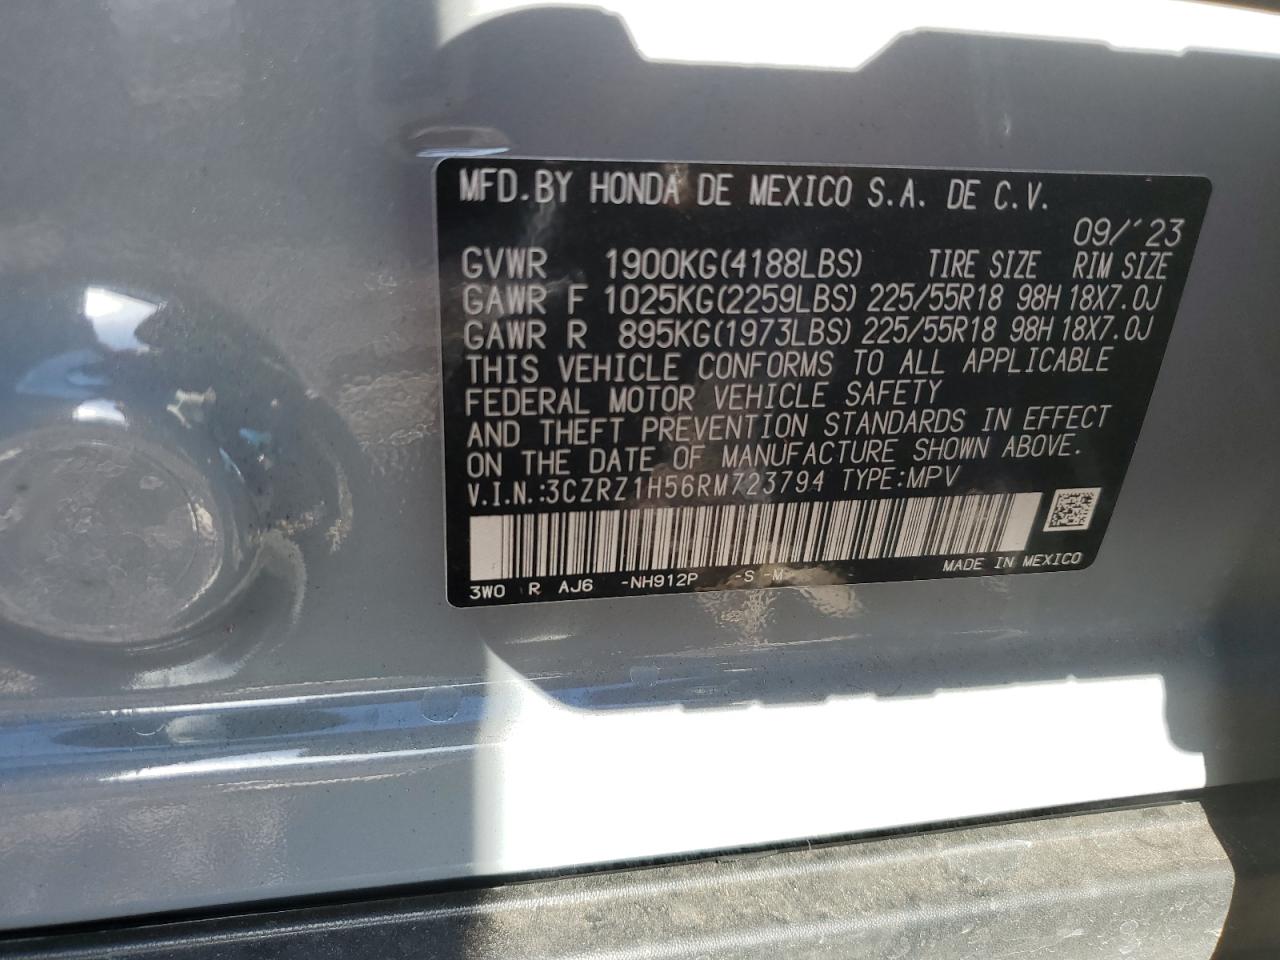 MFD.BY HONDA DE MEXICO S.A. DE C.V.
09/'23
GVWR 1900KG(4188LBS) TIRE SIZE RIM SIZE
GAWR F 1025KG(2259LBS) 225/55R18 98H 18X7.0J
GAWR R 895KG(1973LBS) 225/55R18 98H 18X7.0J
THIS VEHICLE CONFORMS TO ALL APPLICABLE
FEDERAL MOTOR VEHICLE SAFETY
AND THEFT PREVENTION STANDARDS IN EFFECT
ON THE DATE OF MANUFACTURE SHOWN ABOVE.
V.I.N.:3CZRZ1H56RM723794 TYPE:MPV
MADE IN MEXICO
3W0 R AJ6 -NH912P -S -M